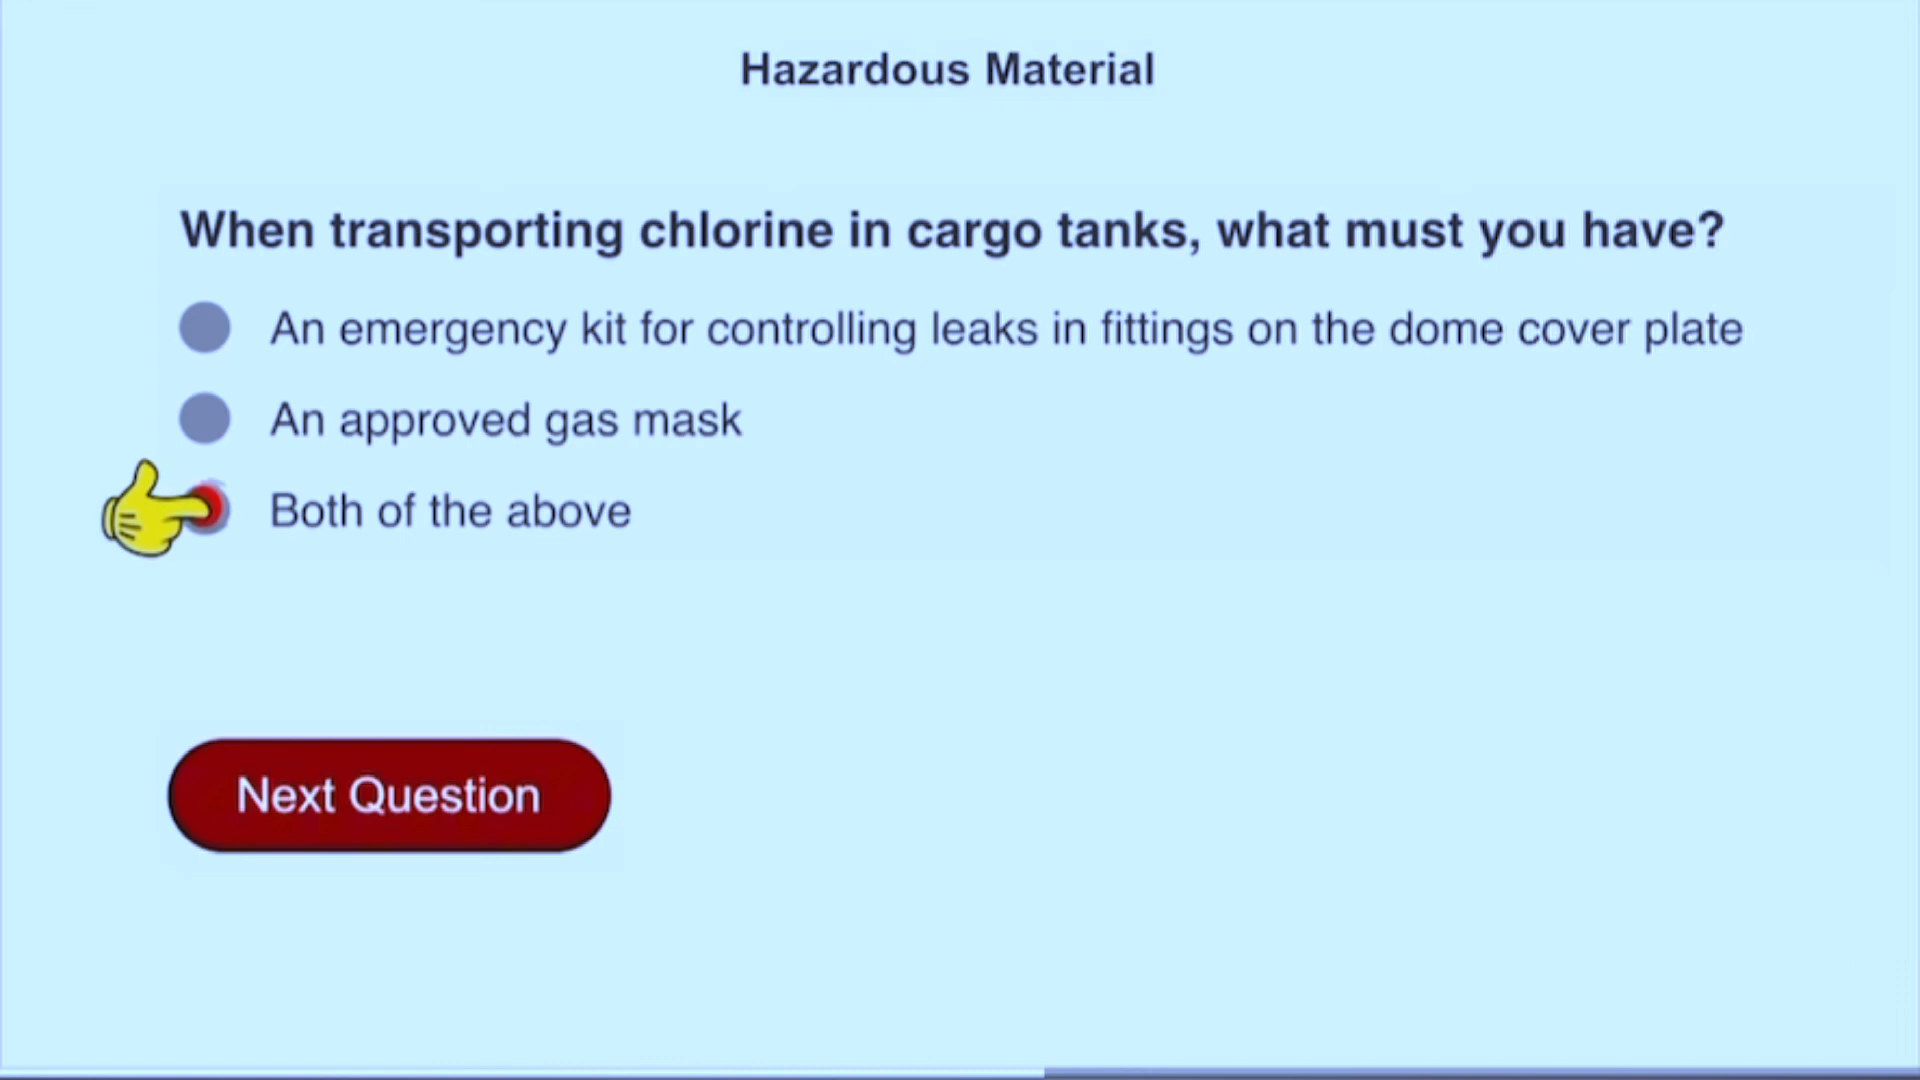 Hazardous Material
When transporting chlorine in cargo tanks, what must you have?
An emergency kit for controlling leaks in fittings on the dome cover plate
An approved gas mask
Both of the above
Next Question